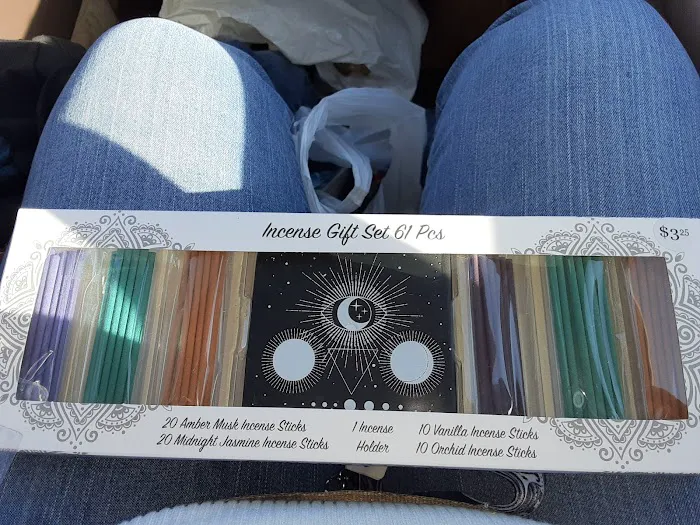 Incense Gift Set 61 Pcs
$3.25
20 Amber Musk Incense Sticks
20 Midnight Jasmine Incense Sticks
1 Incense
Holder
10 Vanilla Incense Sticks
10 Orchid Incense Sticks